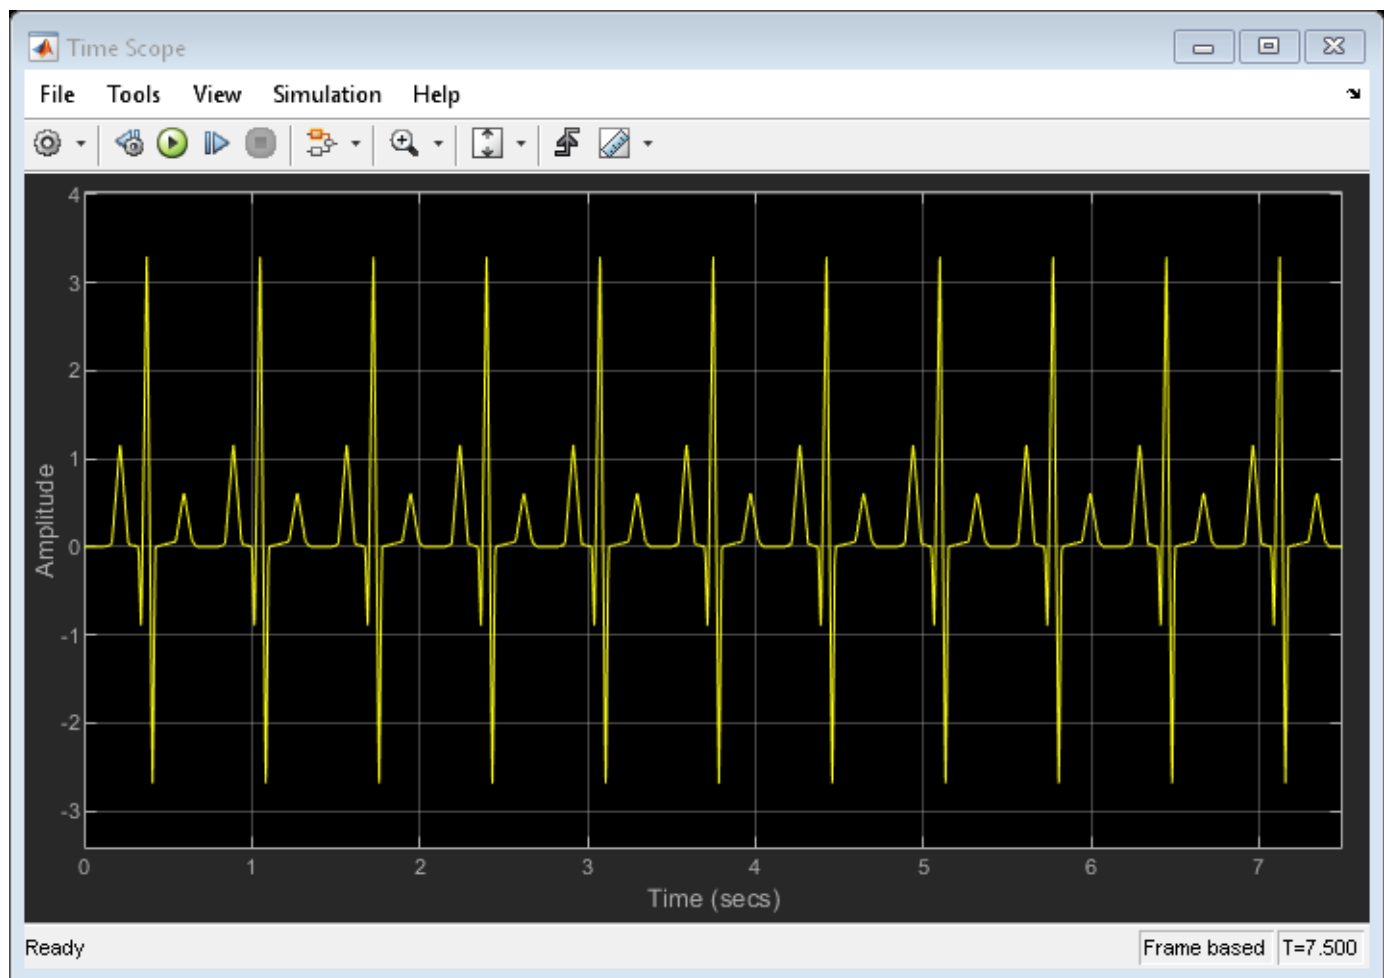 Time Scope
File Tools View Simulation Help
4
3
2
1
0
-1
-2
-3
Amplitude
0 1 2 3 4 5 6 7
Time (secs)
Ready Frame based T=7.500